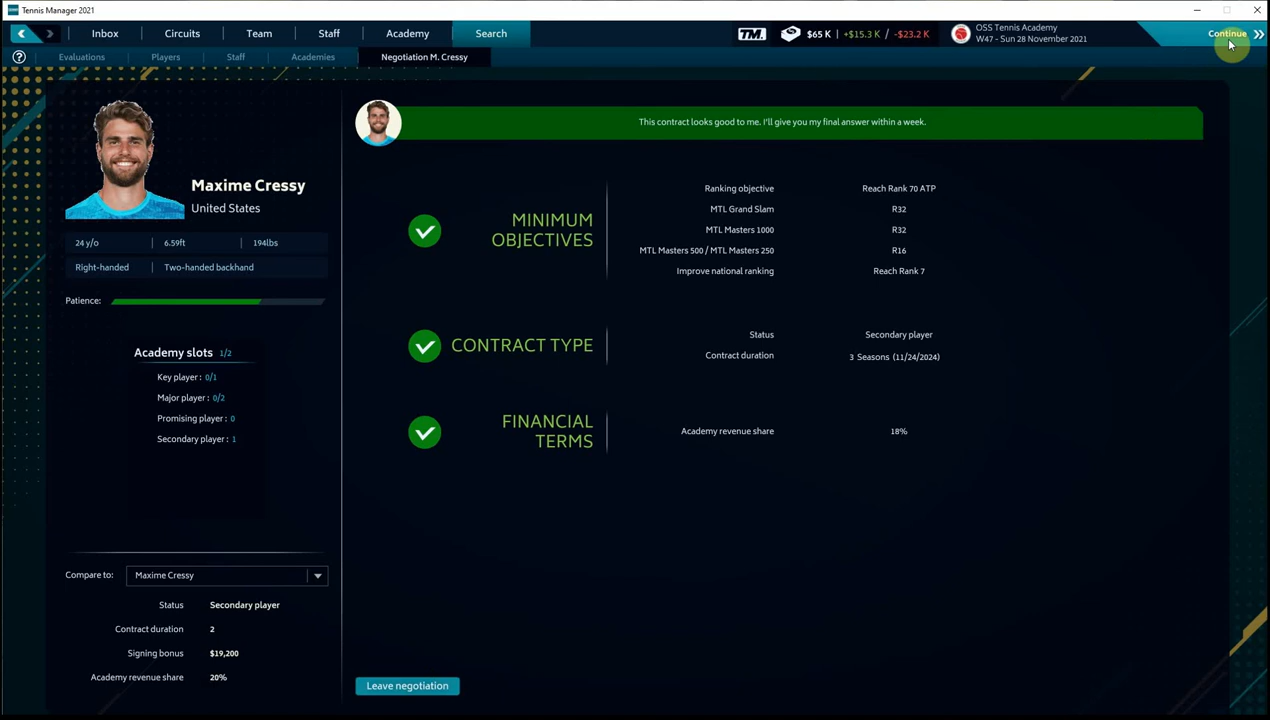 Tennis Manager 2021
Inbox Circuits Team Staff Academy Search
TM. $65 K | +$15.3 K / -$23.2 K
OSS Tennis Academy
W47 - Sun 28 November 2021
Continue
? Evaluations Players Staff Academies Negotiation M. Cressy
Maxime Cressy
United States
24 y/o 6.59ft 194lbs
Right-handed Two-handed backhand
Patience:
Academy slots 1/2
Key player : 0/1
Major player : 0/2
Promising player : 0
Secondary player : 1
Compare to: Maxime Cressy
Status Secondary player
Contract duration 2
Signing bonus $19,200
Academy revenue share 20%
This contract looks good to me. I'll give you my final answer within a week.
MINIMUM
OBJECTIVES
Ranking objective Reach Rank 70 ATP
MTL Grand Slam R32
MTL Masters 1000 R32
MTL Masters 500 / MTL Masters 250 R16
Improve national ranking Reach Rank 7
CONTRACT TYPE
Status Secondary player
Contract duration 3 Seasons (11/24/2024)
FINANCIAL
TERMS
Academy revenue share 18%
Leave negotiation